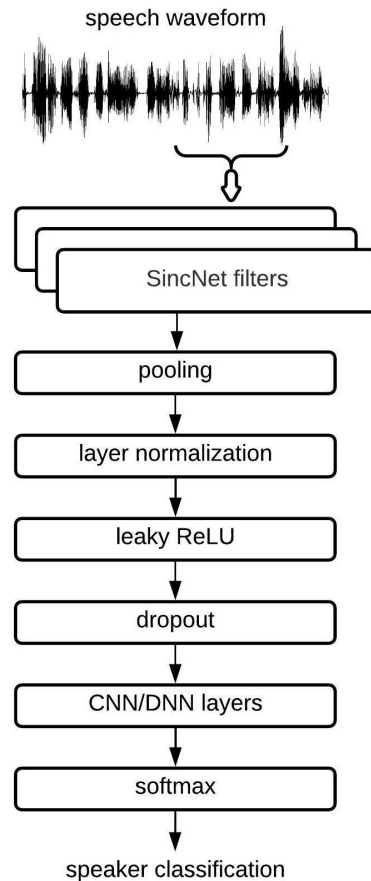 speech waveform
SincNet filters
pooling
layer normalization
leaky ReLU
dropout
CNN/DNN layers
softmax
speaker classification